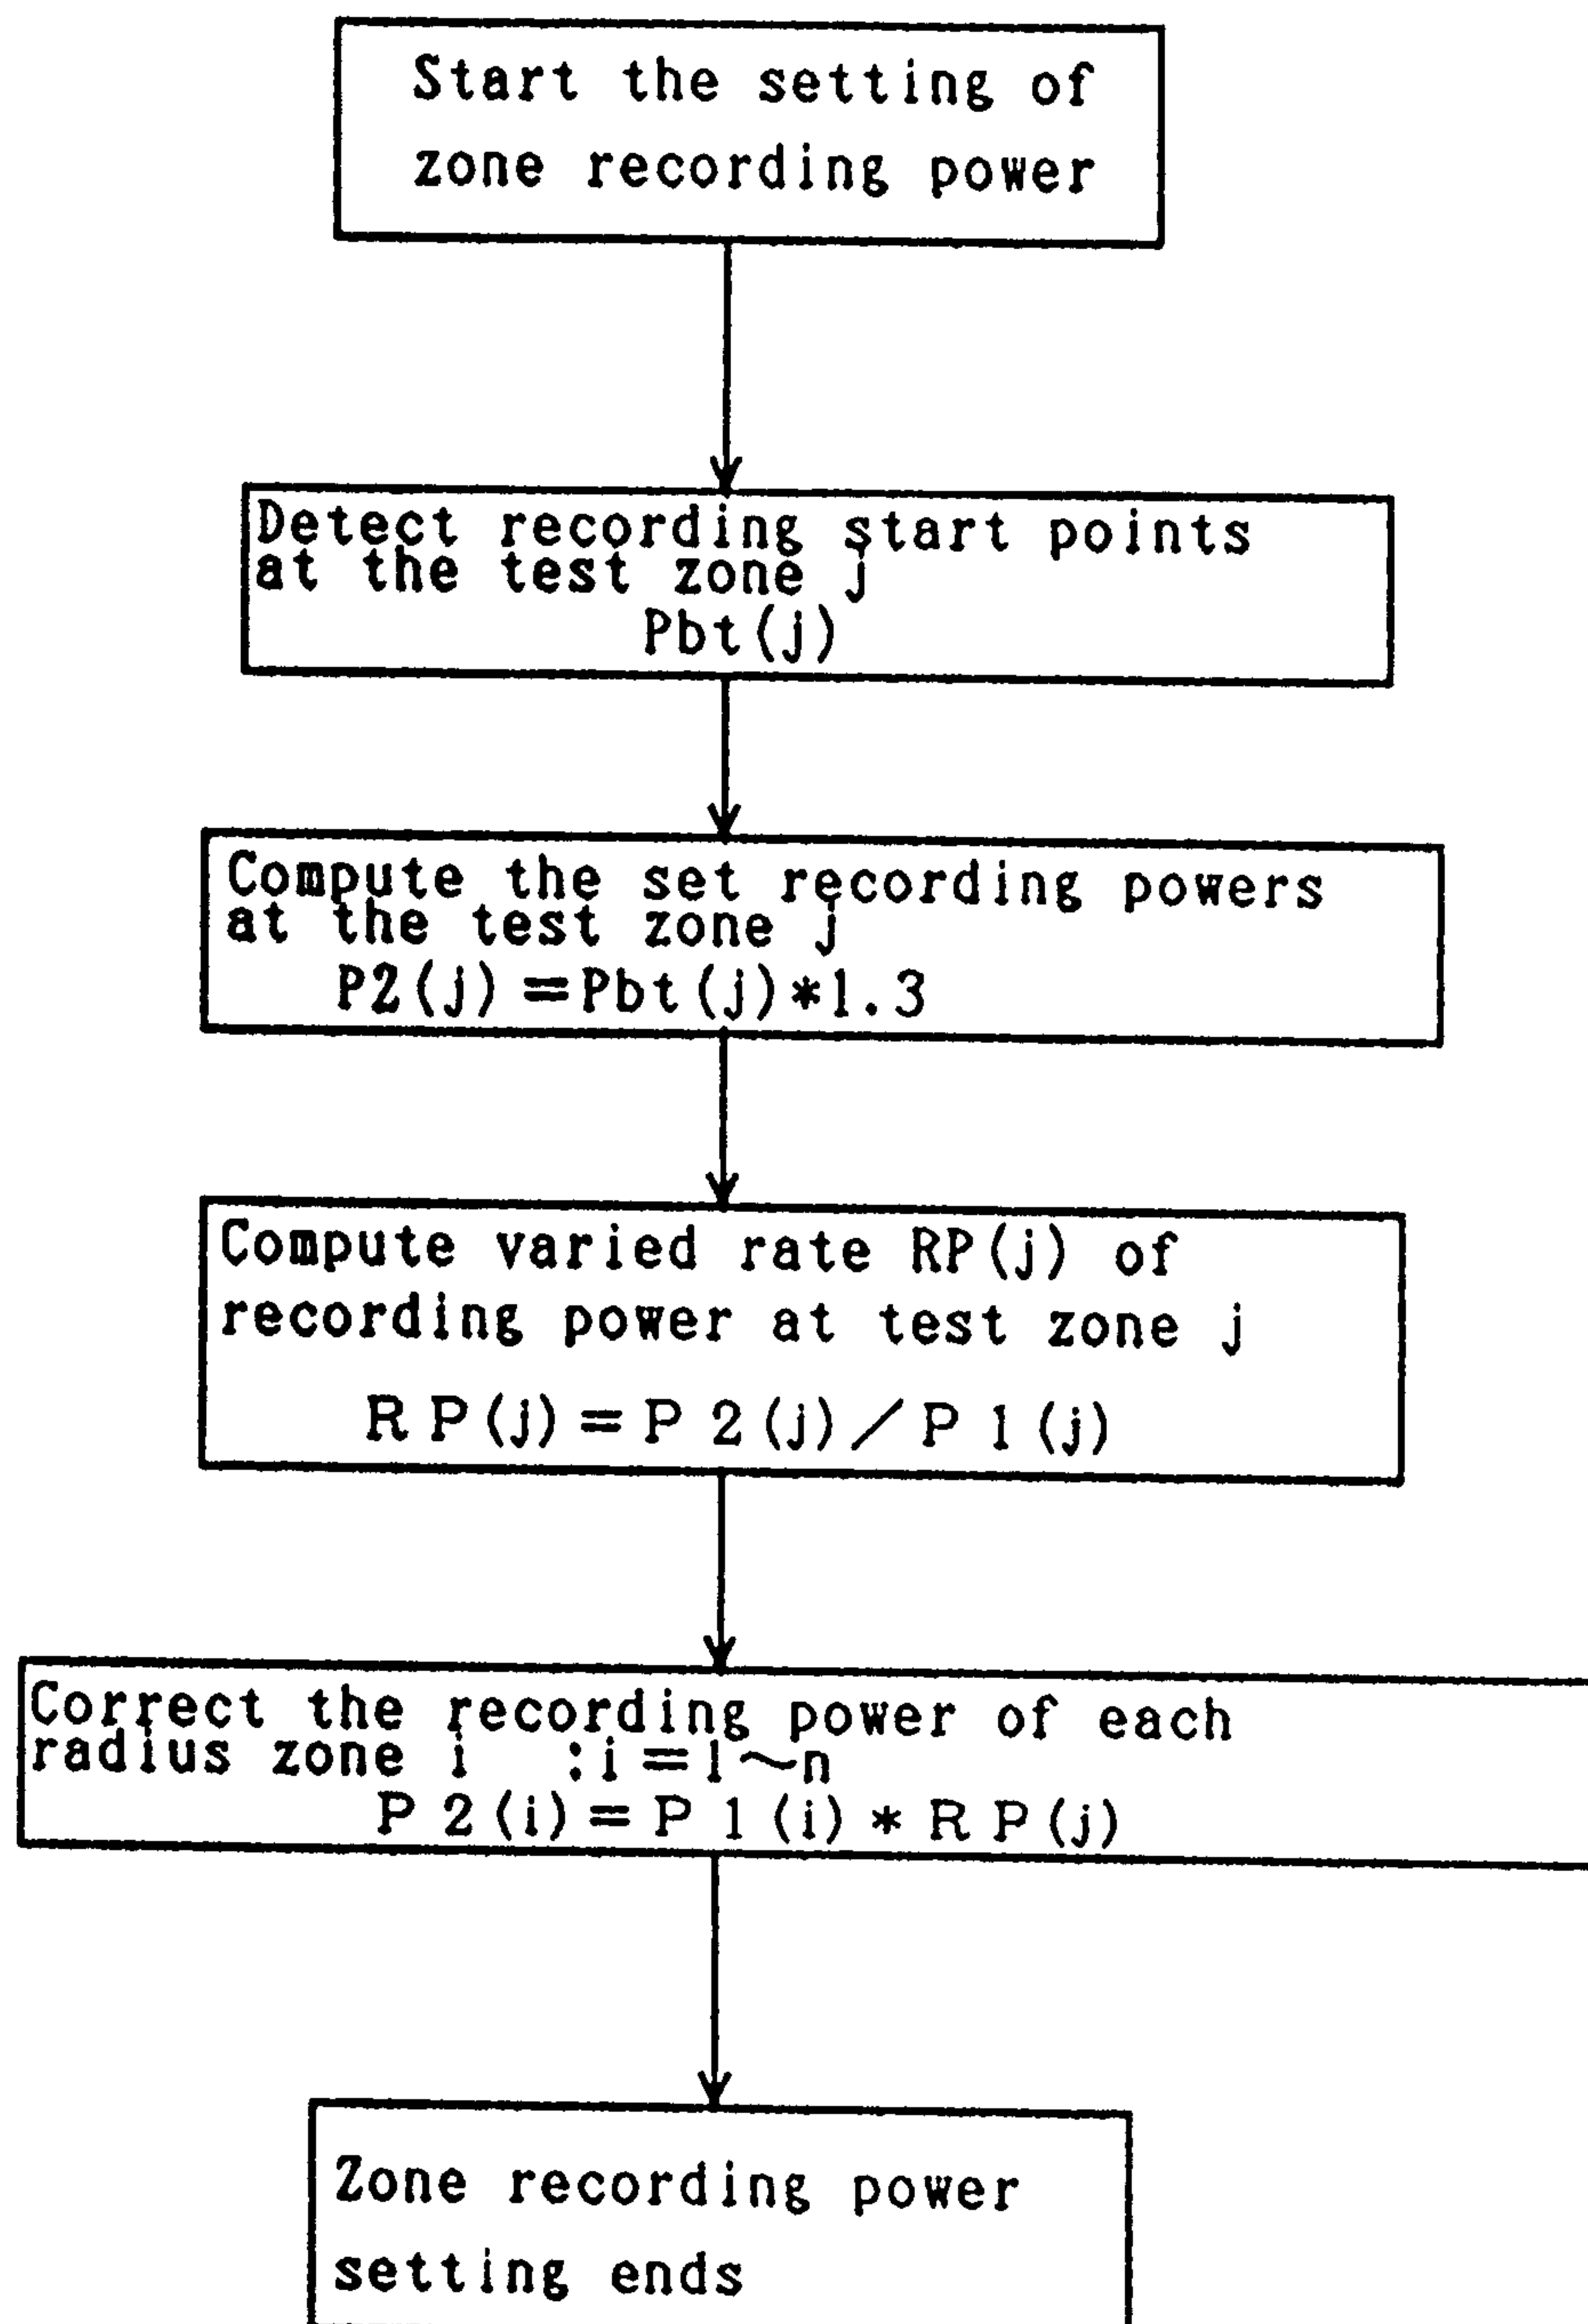 Start the setting of
zone recording power
Detect recording start points
at the test zone j
Pbt(j)
Compute the set recording powers
at the test zone j
P2(j)=Pbt(j)*1.3
Compute varied rate RP(j) of
recording power at test zone j
RP(j)=P2(j)/P1(j)
Correct the recording power of each
radius zone i :i=1~n
P2(i)=P1(i)*RP(j)
Zone recording power
setting ends